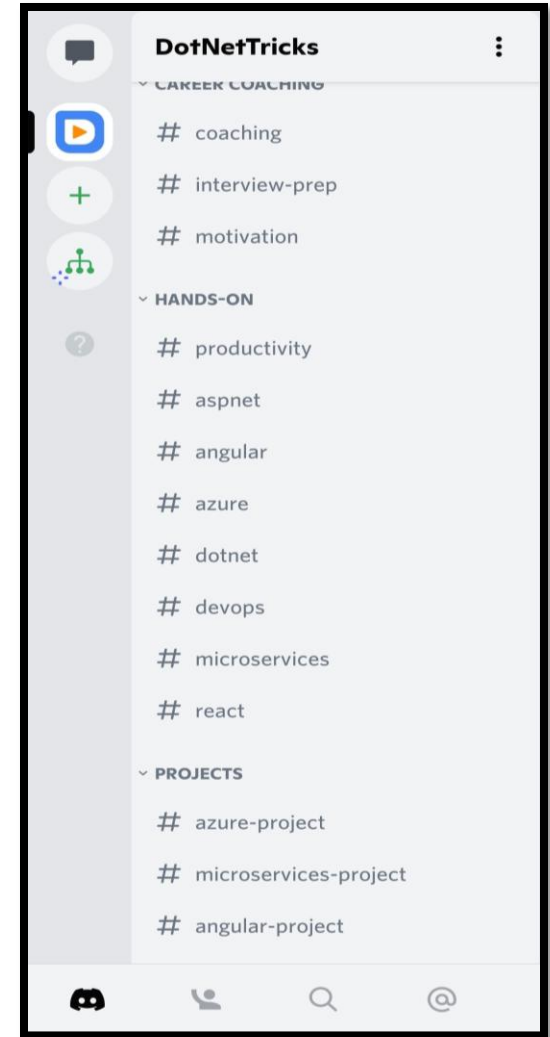 DotNetTricks
CAREER COACHING
# coaching
# interview-prep
# motivation
HANDS-ON
# productivity
# aspnet
# angular
# azure
# dotnet
# devops
# microservices
# react
PROJECTS
# azure-project
# microservices-project
# angular-project